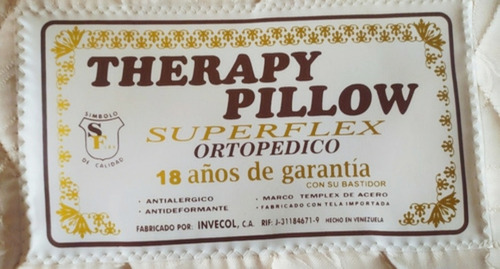 THERAPY
PILLOW
SUPERFLEX
ORTOPEDICO
18 años de garantía
CON SU BASTIDOR
SIMBOLO
SF
DE CALIDAD
· ANTIALERGICO
· ANTIDEFORMANTE
· MARCO TEMPLEX DE ACERO
· FABRICADO CON TELA IMPORTADA
FABRICADO POR: INVECOL, C.A. RIF: J-31184671-9 HECHO EN VENEZUELA